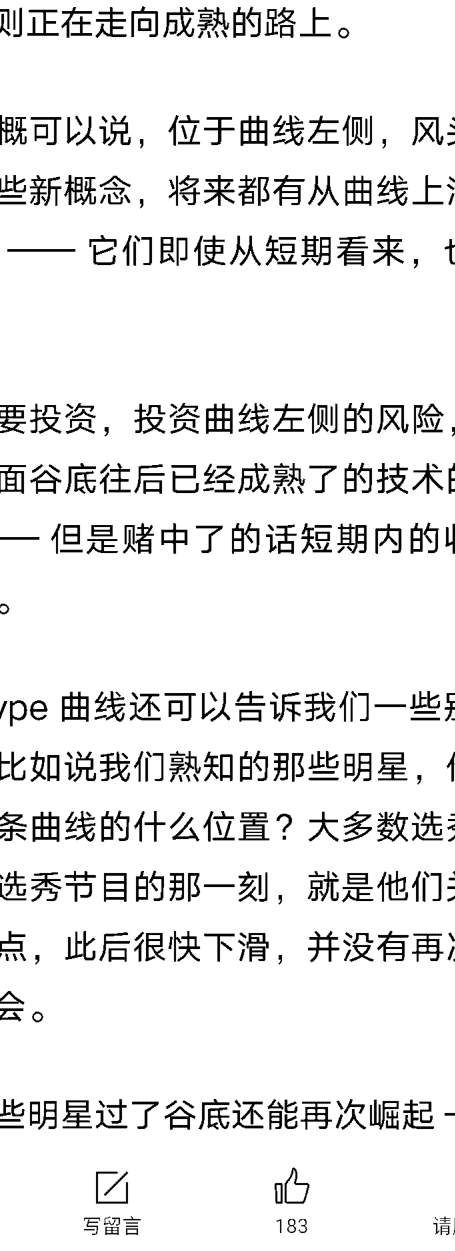 则正在走向成熟的路上。
概可以说，位于曲线左侧，风
些新概念，将来都有从曲线上
—— 它们即使从短期看来，
要投资，投资曲线左侧的风险，
面谷底往后已经成熟了的技术的
— 但是赌中了的话短期内的收
。
ype 曲线还可以告诉我们一些
比如说我们熟知的那些明星，
条曲线的什么位置？大多数选秀
选秀节目的那一刻，就是他们
点，此后很快下滑，并没有再次
会。
些明星过了谷底还能再次崛起 -
写留言
183
请